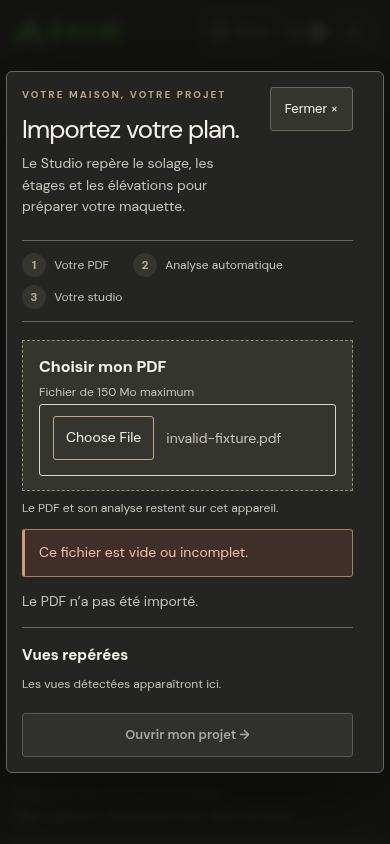 VOTRE MAISON, VOTRE PROJET
Fermer ×
Importez votre plan.
Le Studio repère le solage, les
étages et les élévations pour
préparer votre maquette.
1 Votre PDF 2 Analyse automatique
3 Votre studio
Choisir mon PDF
Fichier de 150 Mo maximum
Choose File invalid-fixture.pdf
Le PDF et son analyse restent sur cet appareil.
Ce fichier est vide ou incomplet.
Le PDF n’a pas été importé.
Vues repérées
Les vues détectées apparaîtront ici.
Ouvrir mon projet →